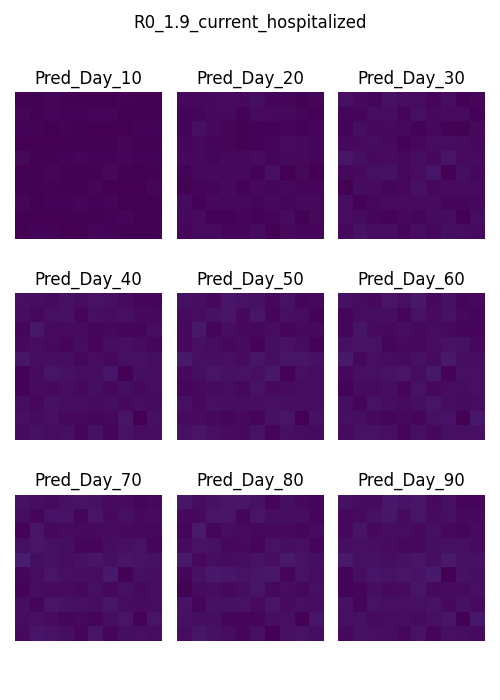 R0_1.9_current_hospitalized
Pred_Day_10 Pred_Day_20 Pred_Day_30
Pred_Day_40 Pred_Day_50 Pred_Day_60
Pred_Day_70 Pred_Day_80 Pred_Day_90